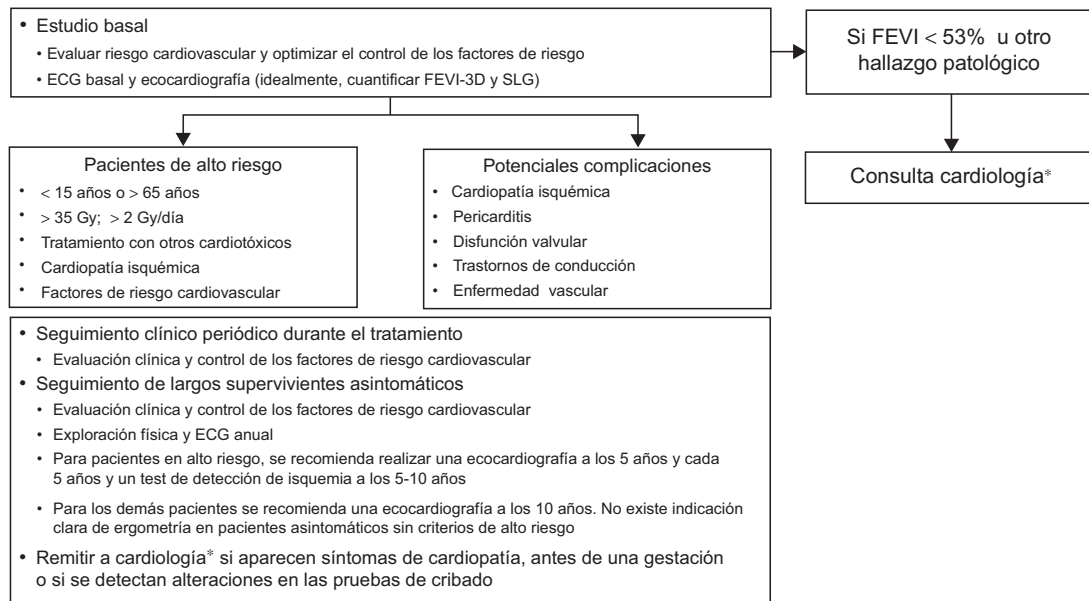 • Estudio basal
• Evaluar riesgo cardiovascular y optimizar el control de los factores de riesgo
• ECG basal y ecocardiografía (idealmente, cuantificar FEVI-3D y SLG)
Si FEVI < 53% u otro
hallazgo patológico
Consulta cardiología*
Pacientes de alto riesgo
• < 15 años o > 65 años
• > 35 Gy; > 2 Gy/día
• Tratamiento con otros cardiotóxicos
• Cardiopatía isquémica
• Factores de riesgo cardiovascular
Potenciales complicaciones
• Cardiopatía isquémica
• Pericarditis
• Disfunción valvular
• Trastornos de conducción
• Enfermedad vascular
• Seguimiento clínico periódico durante el tratamiento
• Evaluación clínica y control de los factores de riesgo cardiovascular
• Seguimiento de largos supervivientes asintomáticos
• Evaluación clínica y control de los factores de riesgo cardiovascular
• Exploración física y ECG anual
• Para pacientes en alto riesgo, se recomienda realizar una ecocardiografía a los 5 años y cada
5 años y un test de detección de isquemia a los 5-10 años
• Para los demás pacientes se recomienda una ecocardiografía a los 10 años. No existe indicación
clara de ergometría en pacientes asintomáticos sin criterios de alto riesgo
• Remitir a cardiología* si aparecen síntomas de cardiopatía, antes de una gestación
o si se detectan alteraciones en las pruebas de cribado